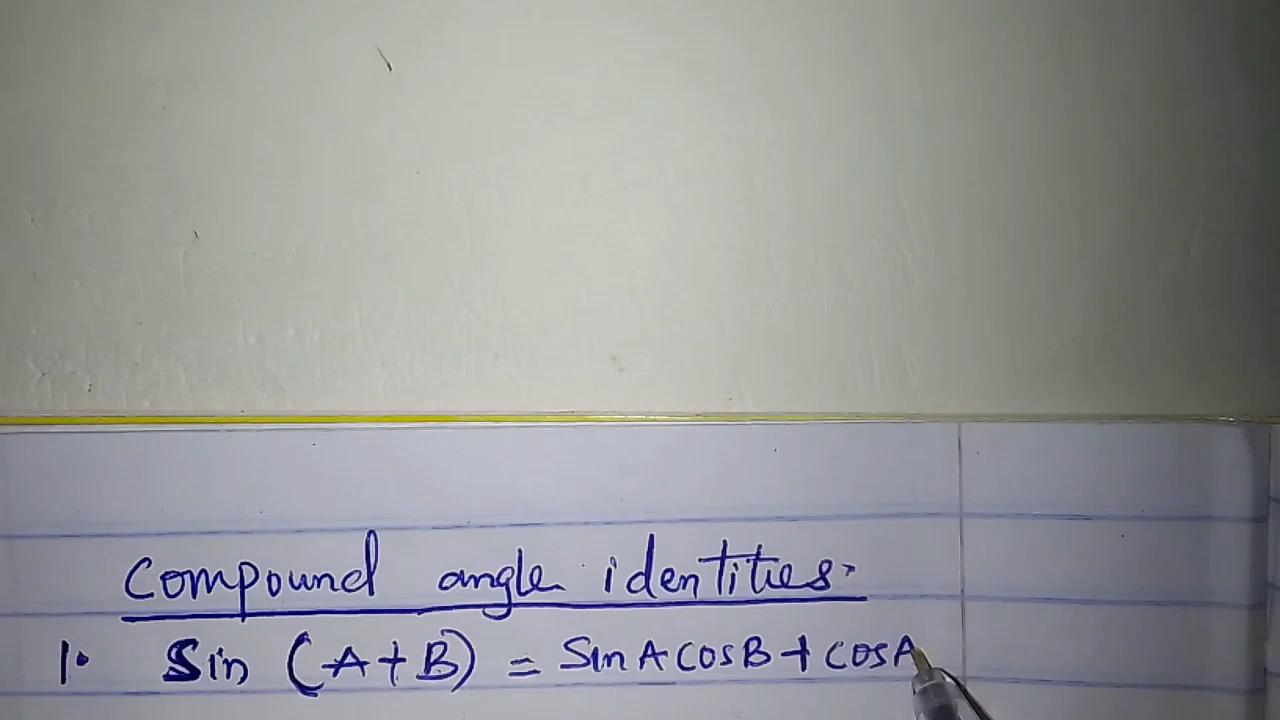 Compound angle identities.
1. Sin (A+B) = Sin A cos B + cos A